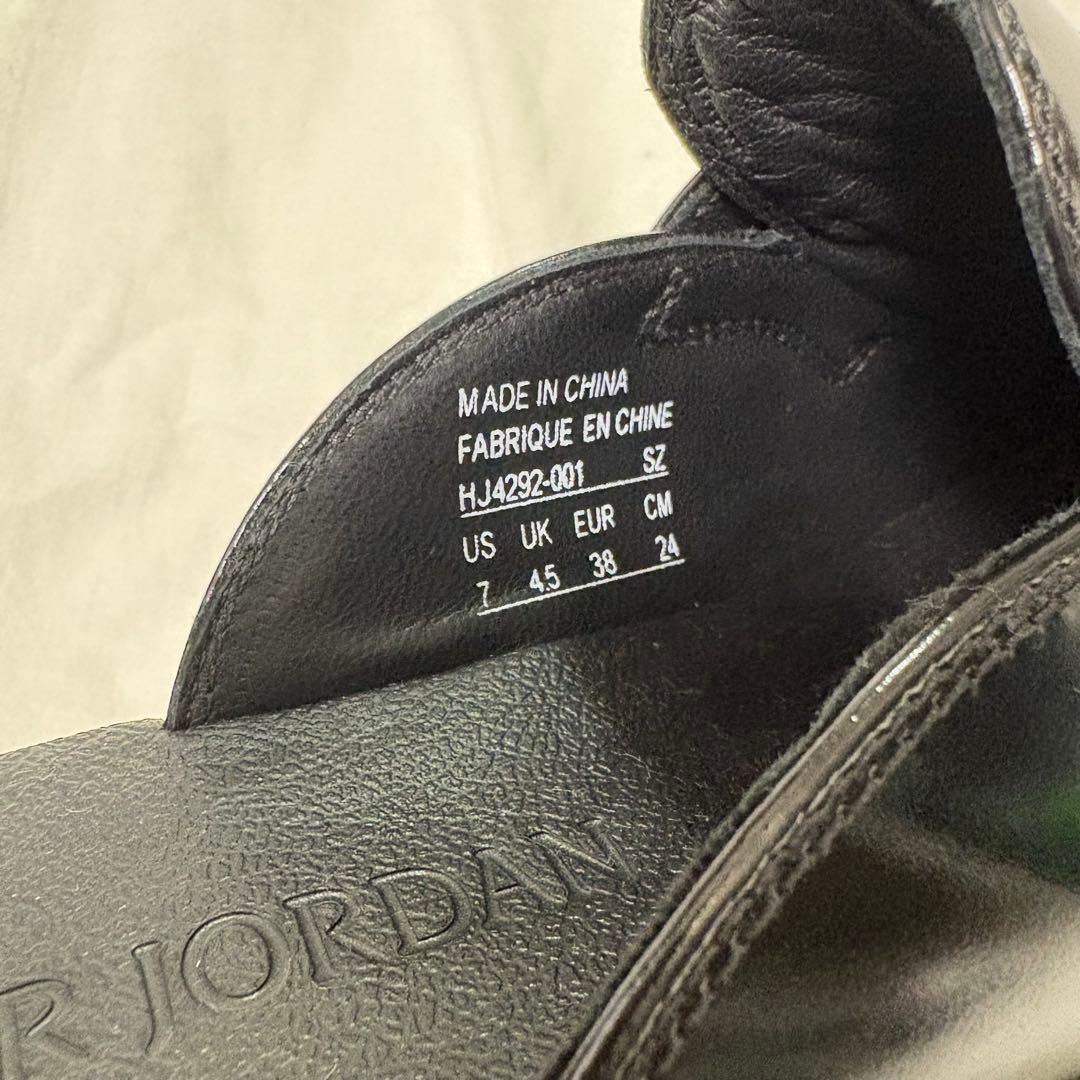 MADE IN CHINA
FABRIQUE EN CHINE
HJ4292-001 SZ
US UK EUR CM
7 4.5 38 24
R JORDAN